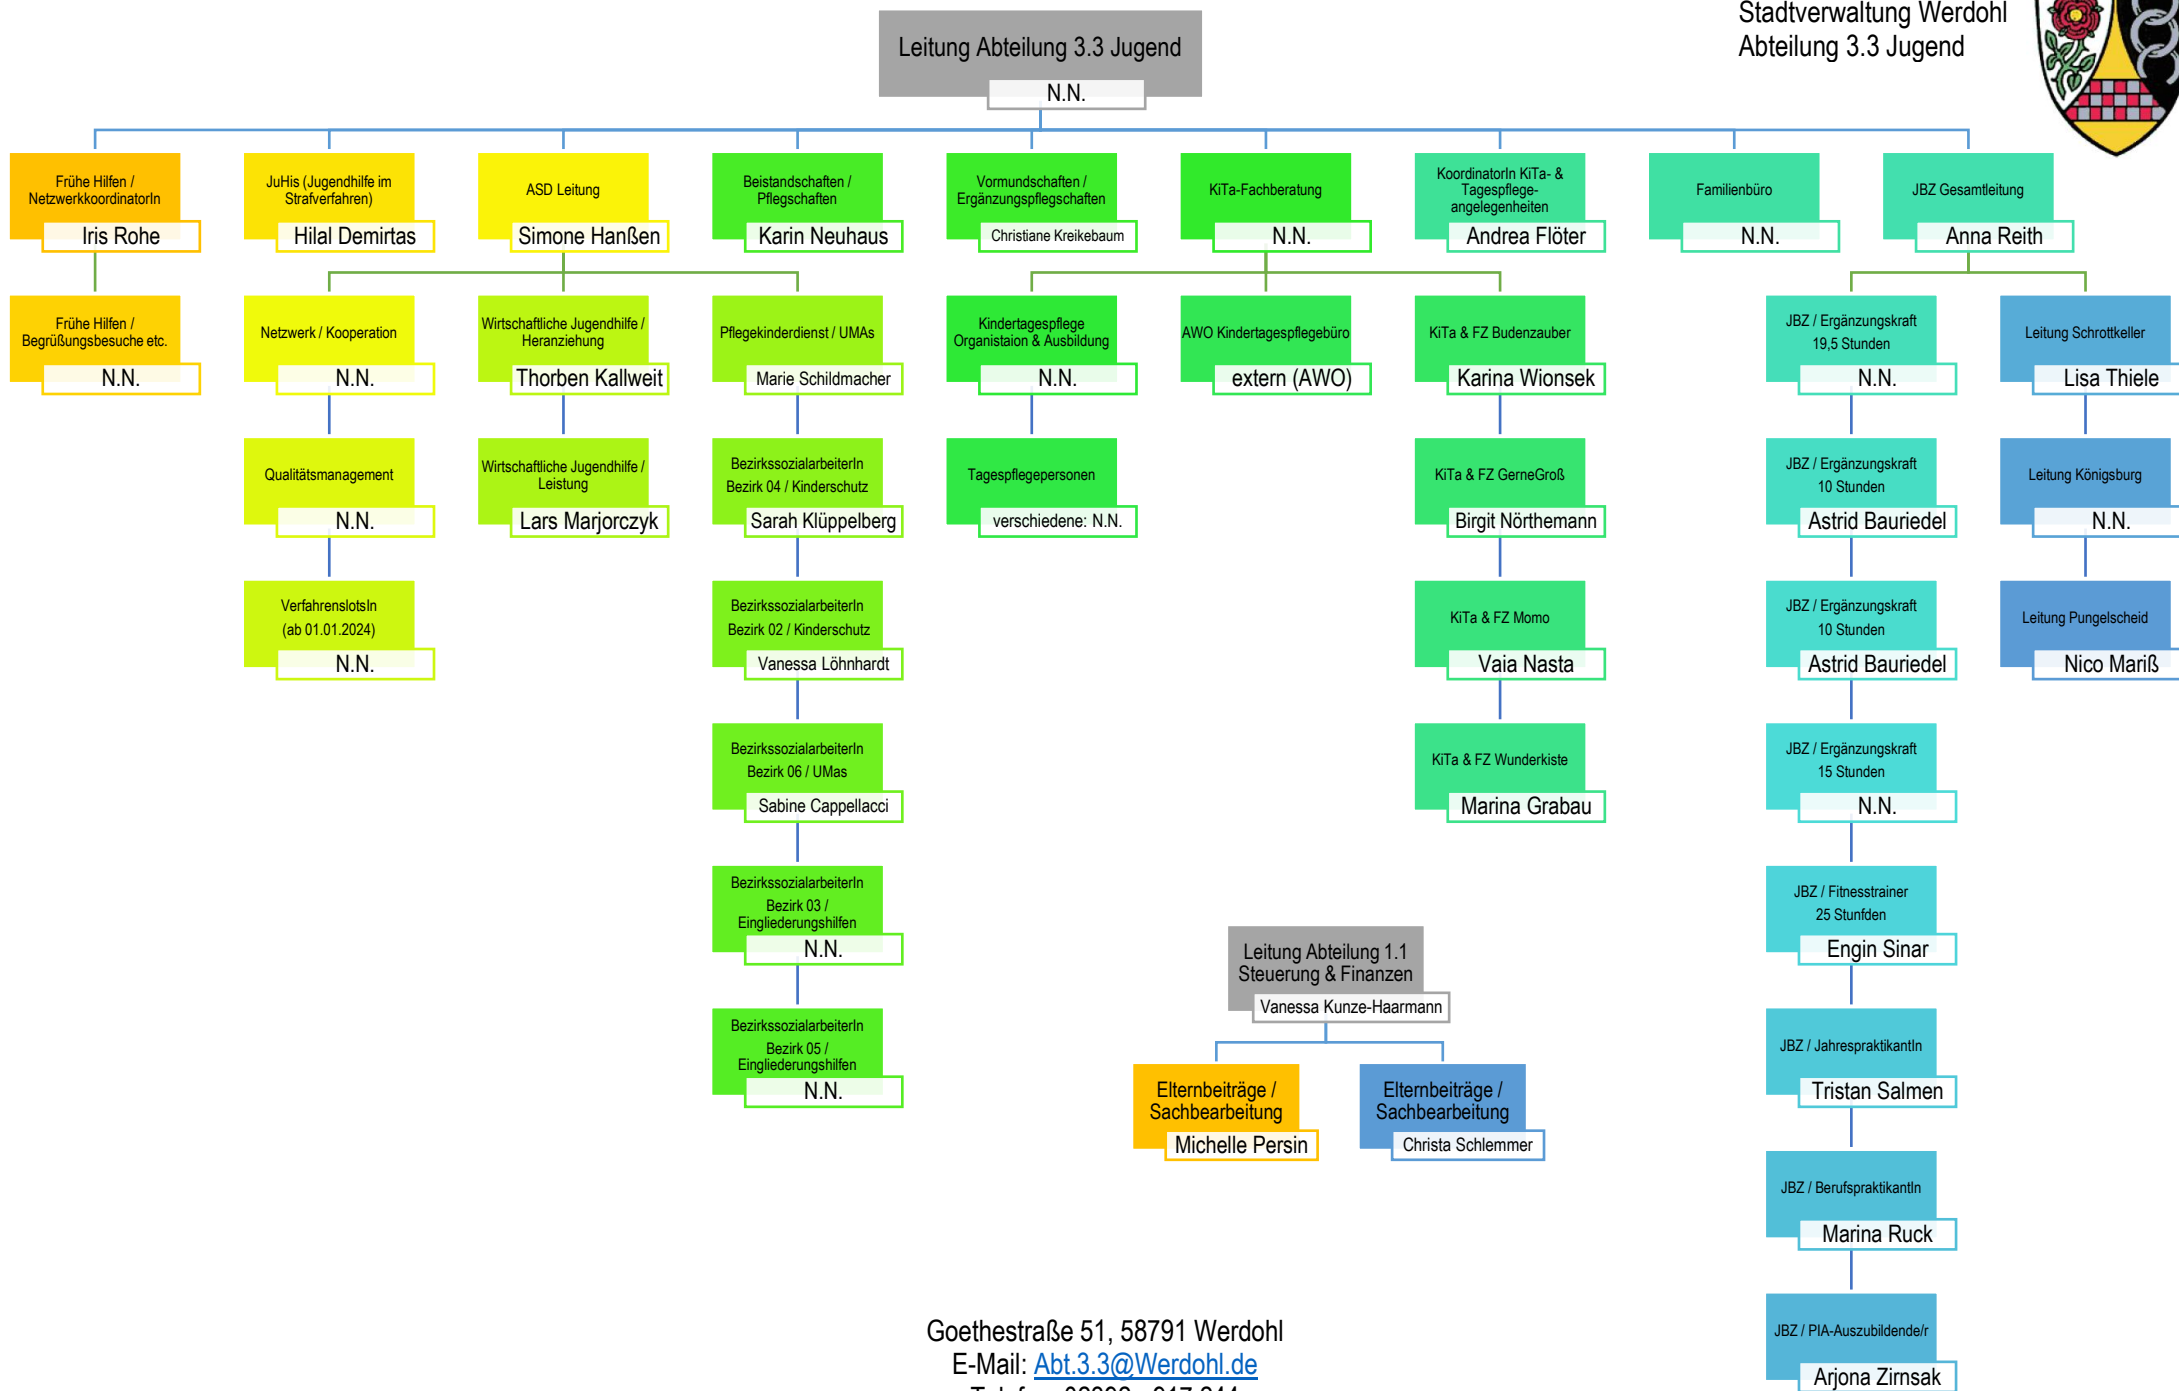 Stadtverwaltung Werdohl
Abteilung 3.3 Jugend
Leitung Abteilung 3.3 Jugend
N.N.
Frühe Hilfen /
NetzwerkkoordinatorIn
Iris Rohe
JuHis (Jugendhilfe im
Strafverfahren)
Hilal Demirtas
ASD Leitung
Simone Hanßen
Beistandschaften /
Pflegschaften
Karin Neuhaus
Vormundschaften /
Ergänzungspflegschaften
Christiane Kreikebaum
KiTa-Fachberatung
N.N.
KoordinatorIn KiTa- &
Tagespflege-
angelegenheiten
Andrea Flöter
Familienbüro
N.N.
JBZ Gesamtleitung
Anna Reith
Frühe Hilfen /
Begrüßungsbesuche etc.
N.N.
Netzwerk / Kooperation
N.N.
Qualitätsmanagement
N.N.
VerfahrenslotsIn
(ab 01.01.2024)
N.N.
Wirtschaftliche Jugendhilfe /
Heranziehung
Thorben Kallweit
Wirtschaftliche Jugendhilfe /
Leistung
Lars Marjorczyk
Pflegekinderdienst / UMAs
Marie Schildmacher
BezirkssozialarbeiterIn
Bezirk 04 / Kinderschutz
Sarah Klüppelberg
BezirkssozialarbeiterIn
Bezirk 02 / Kinderschutz
Vanessa Löhnhardt
BezirkssozialarbeiterIn
Bezirk 06 / UMas
Sabine Cappellacci
BezirkssozialarbeiterIn
Bezirk 03 /
Eingliederungshilfen
N.N.
BezirkssozialarbeiterIn
Bezirk 05 /
Eingliederungshilfen
N.N.
Kindertagespflege
Organistaion & Ausbildung
N.N.
Tagespflegepersonen
verschiedene: N.N.
AWO Kindertagespflegebüro
extern (AWO)
KiTa & FZ Budenzauber
Karina Wionsek
KiTa & FZ GerneGroß
Birgit Nörthemann
KiTa & FZ Momo
Vaia Nasta
KiTa & FZ Wunderkiste
Marina Grabau
JBZ / Ergänzungskraft
19,5 Stunden
N.N.
JBZ / Ergänzungskraft
10 Stunden
Astrid Bauriedel
JBZ / Ergänzungskraft
10 Stunden
Astrid Bauriedel
JBZ / Ergänzungskraft
15 Stunden
N.N.
JBZ / Fitnesstrainer
25 Stunfden
Engin Sinar
JBZ / JahrespraktikantIn
Tristan Salmen
JBZ / BerufspraktikantIn
Marina Ruck
JBZ / PIA-Auszubildende/r
Arjona Zirnsak
Leitung Schrottkeller
Lisa Thiele
Leitung Königsburg
N.N.
Leitung Pungelscheid
Nico Mariß
Leitung Abteilung 1.1
Steuerung & Finanzen
Vanessa Kunze-Haarmann
Elternbeiträge /
Sachbearbeitung
Michelle Persin
Elternbeiträge /
Sachbearbeitung
Christa Schlemmer
Goethestraße 51, 58791 Werdohl
E-Mail: Abt.3.3@Werdohl.de